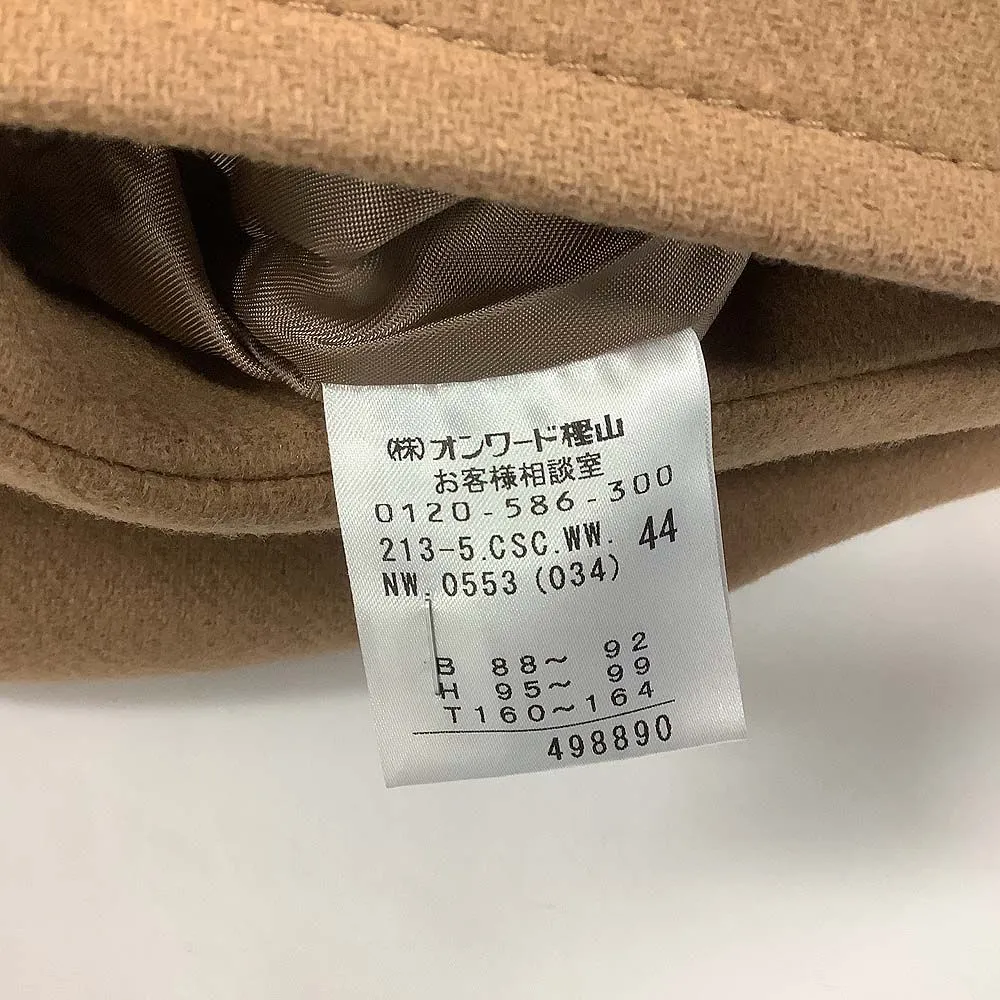 (株)オンワード樫山
お客様相談室
0120-586-300
213-5.CSC.WW. 44
NW.0553(034)
B 88～ 92
H 95～ 99
T160～164
498890